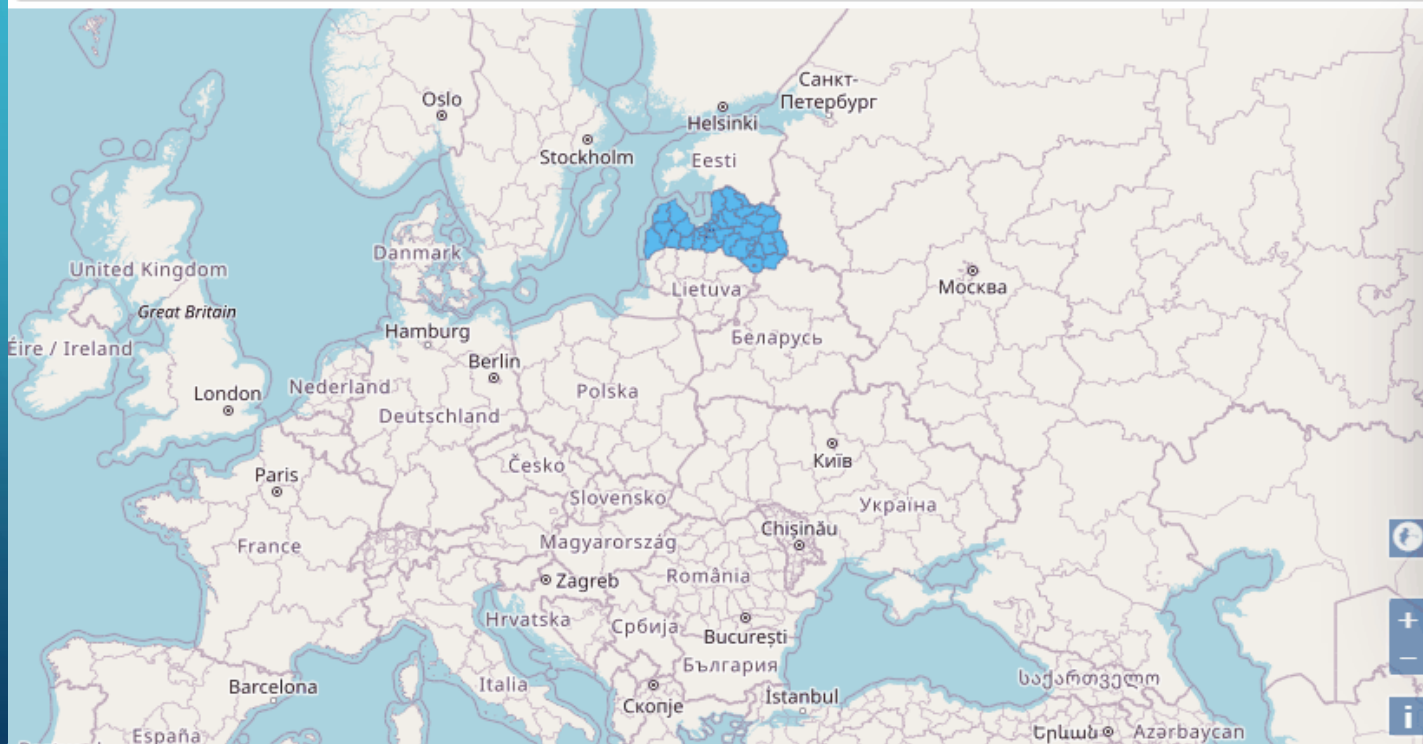 Oslo
Санкт-
Петербург
Helsinki
Stockholm
Eesti
Danmark
United Kingdom
Great Britain
Москва
Lietuva
Hamburg
Беларусь
Éire / Ireland
Berlin
Nederland
London
Polska
Deutschland
Київ
Česko
Paris
Slovensko
Україна
Chișinău
France
Magyarország
România
Zagreb
Hrvatska
Србија
București
България
საქართველო
Barcelona
Italia
İstanbul
Скопје
España
Երևան
Azərbaycan
+
−
i